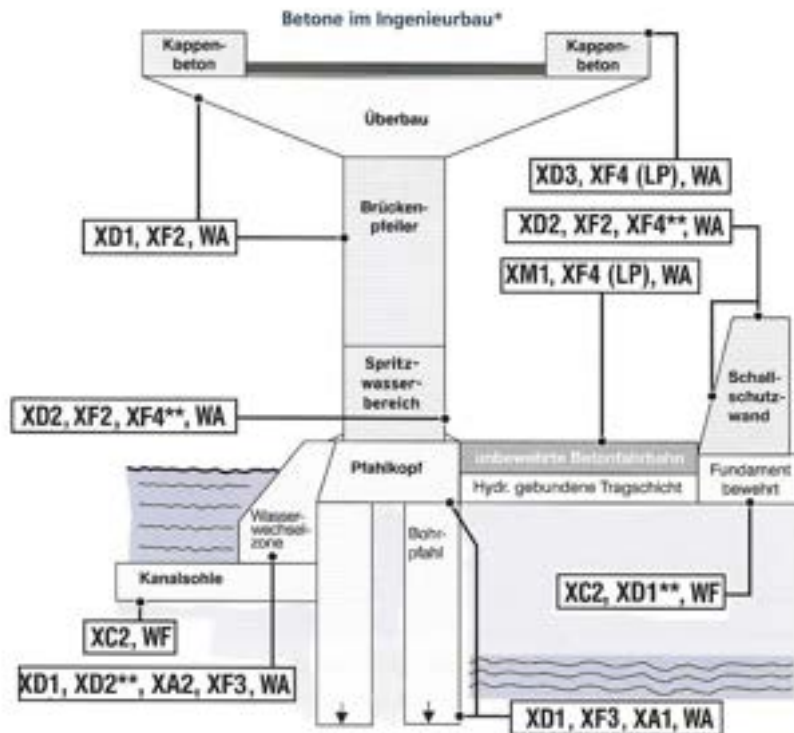 Betone im Ingenieurbau*
Kappen-
beton
Kappen-
beton
Überbau
XD3, XF4 (LP), WA
Brücken-
pfeiler
XD1, XF2, WA
XD2, XF2, XF4**, WA
XM1, XF4 (LP), WA
Spritz-
wasser-
bereich
Schall-
schutz-
wand
XD2, XF2, XF4**, WA
Pfahlkopf
unbewehrte Betonfahrbahn
Hydr. gebundene Tragschicht
Fundament
bewehrt
Wasser-
wechsel-
zone
Bohr-
pfahl
Kanalsohle
XC2, XD1**, WF
XC2, WF
XD1, XD2**, XA2, XF3, WA
XD1, XF3, XA1, WA